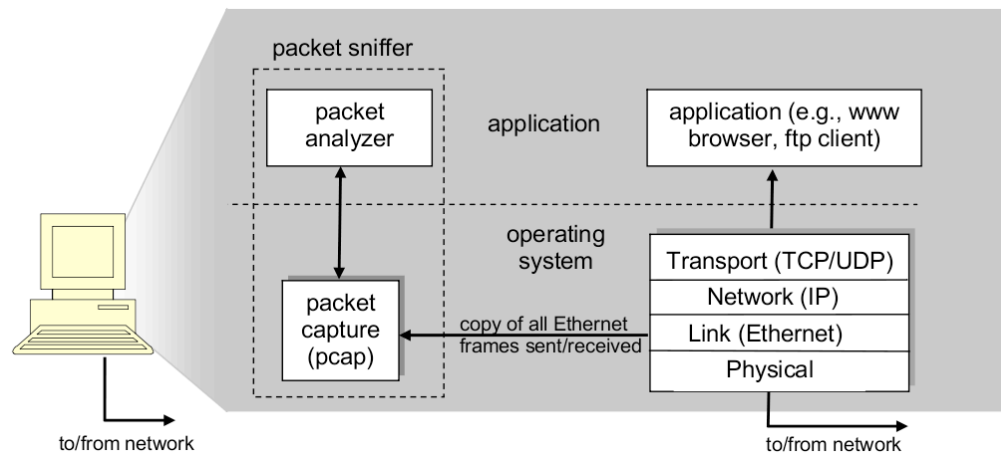 packet sniffer
packet
analyzer
application
application (e.g., www
browser, ftp client)
operating
system
packet
capture
(pcap)
copy of all Ethernet
frames sent/received
Transport (TCP/UDP)
Network (IP)
Link (Ethernet)
Physical
to/from network
to/from network